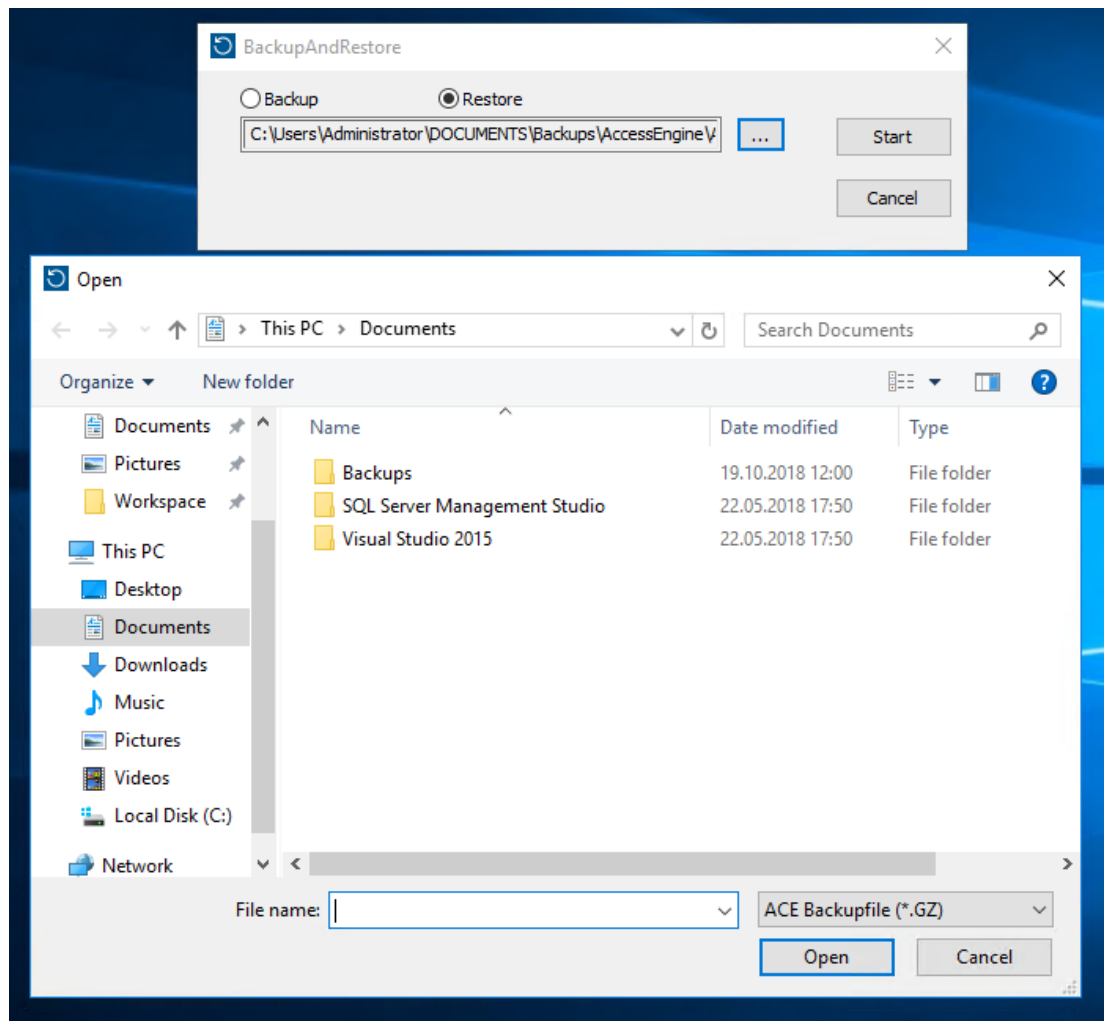 BackupAndRestore
Backup Restore
C:\Users\Administrator\DOCUMENTS\Backups\AccessEngine\ ... Start
Cancel
Open
This PC > Documents Search Documents
Organize New folder
Documents Name Date modified Type
Pictures Backups 19.10.2018 12:00 File folder
Workspace SQL Server Management Studio 22.05.2018 17:50 File folder
This PC Visual Studio 2015 22.05.2018 17:50 File folder
Desktop
Documents
Downloads
Music
Pictures
Videos
Local Disk (C:)
Network
File name: ACE Backupfile (*.GZ)
Open Cancel